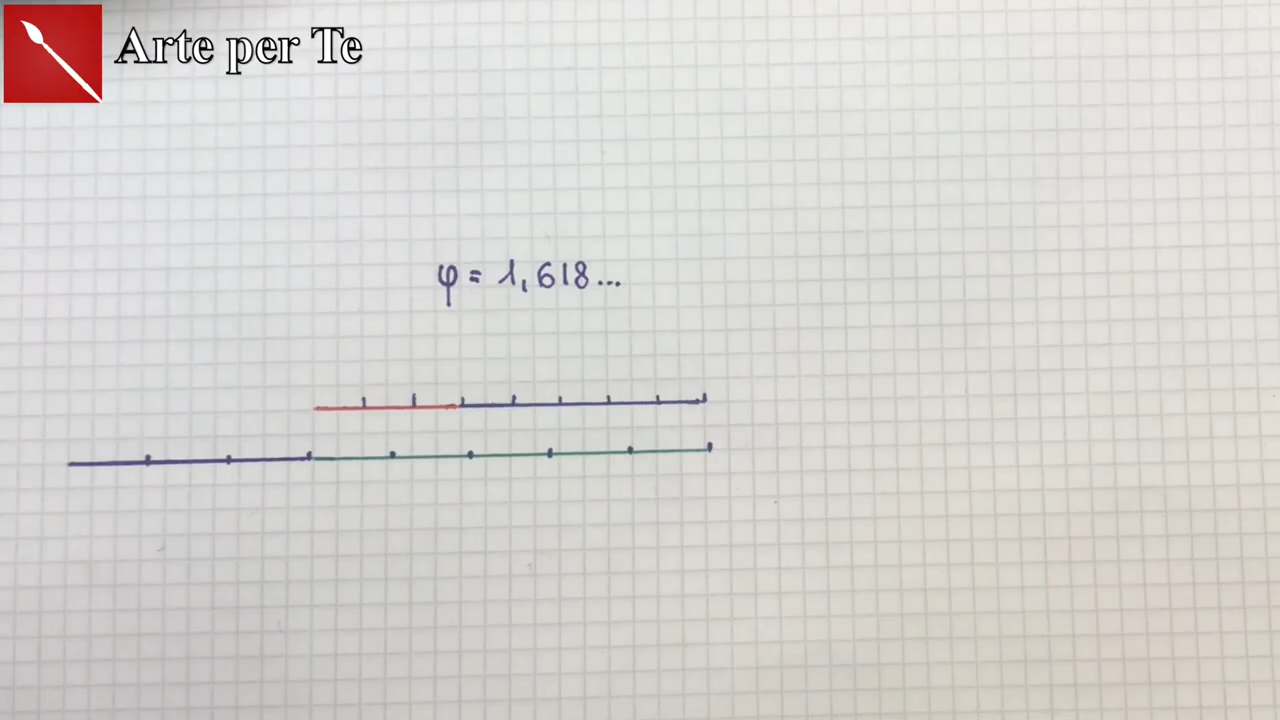 Arte per Te
φ = 1,618...